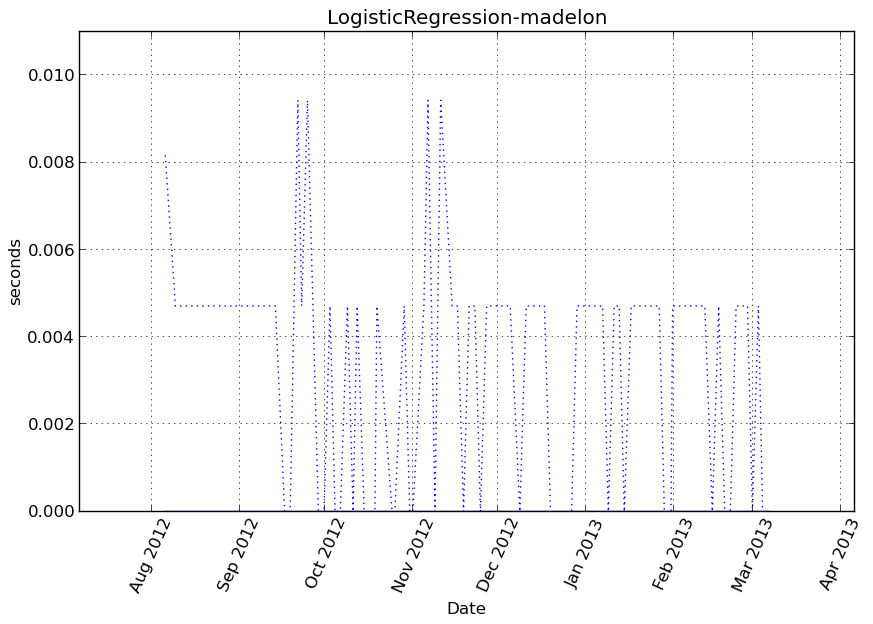 LogisticRegression-madelon
0.010
0.008
0.006
0.004
0.002
0.000
seconds
Aug 2012
Sep 2012
Oct 2012
Nov 2012
Dec 2012
Jan 2013
Feb 2013
Mar 2013
Apr 2013
Date